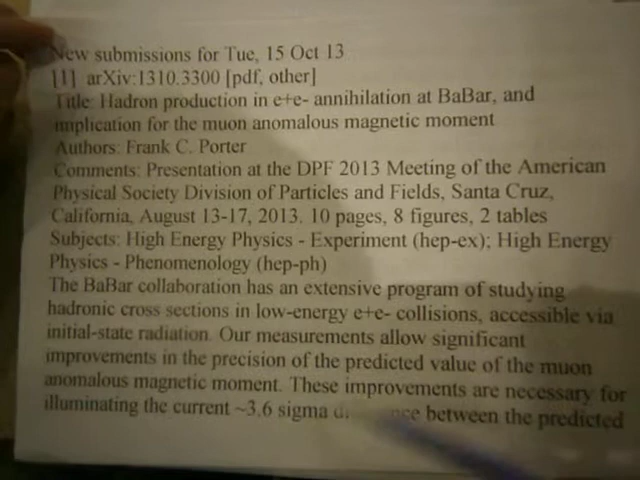 New submissions for Tue, 15 Oct 13
[1] arXiv:1310.3300 [pdf, other]
Title: Hadron production in e+e- annihilation at BaBar, and
implication for the muon anomalous magnetic moment
Authors: Frank C. Porter
Comments: Presentation at the DPF 2013 Meeting of the American
Physical Society Division of Particles and Fields, Santa Cruz,
California, August 13-17, 2013. 10 pages, 8 figures, 2 tables
Subjects: High Energy Physics - Experiment (hep-ex); High Energy
Physics - Phenomenology (hep-ph)
The BaBar collaboration has an extensive program of studying
hadronic cross sections in low-energy e+e- collisions, accessible via
initial-state radiation. Our measurements allow significant
improvements in the precision of the predicted value of the muon
anomalous magnetic moment. These improvements are necessary for
illuminating the current ~3.6 sigma between the predicted